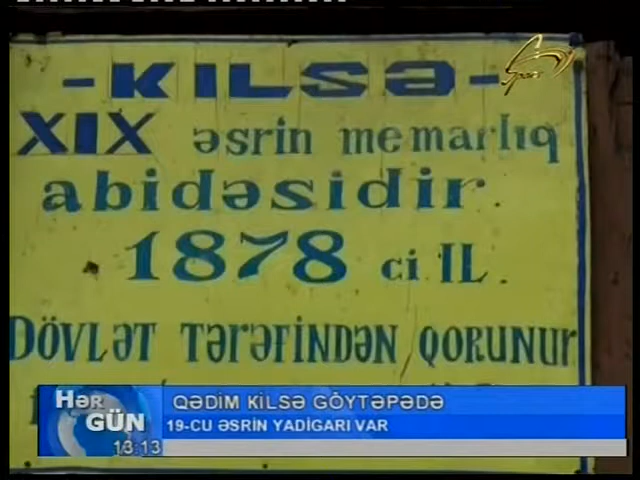 -KILSƏ-
XIX əsrin memarlıq
abidəsidir.
1878 ci IL.
DÖVLƏT TƏRƏFİNDƏN QORUNUR
Hər GÜN
13:13
QƏDİM KİLSƏ GÖYTƏPƏDƏ
19-CU ƏSRİN YADİGARI VAR